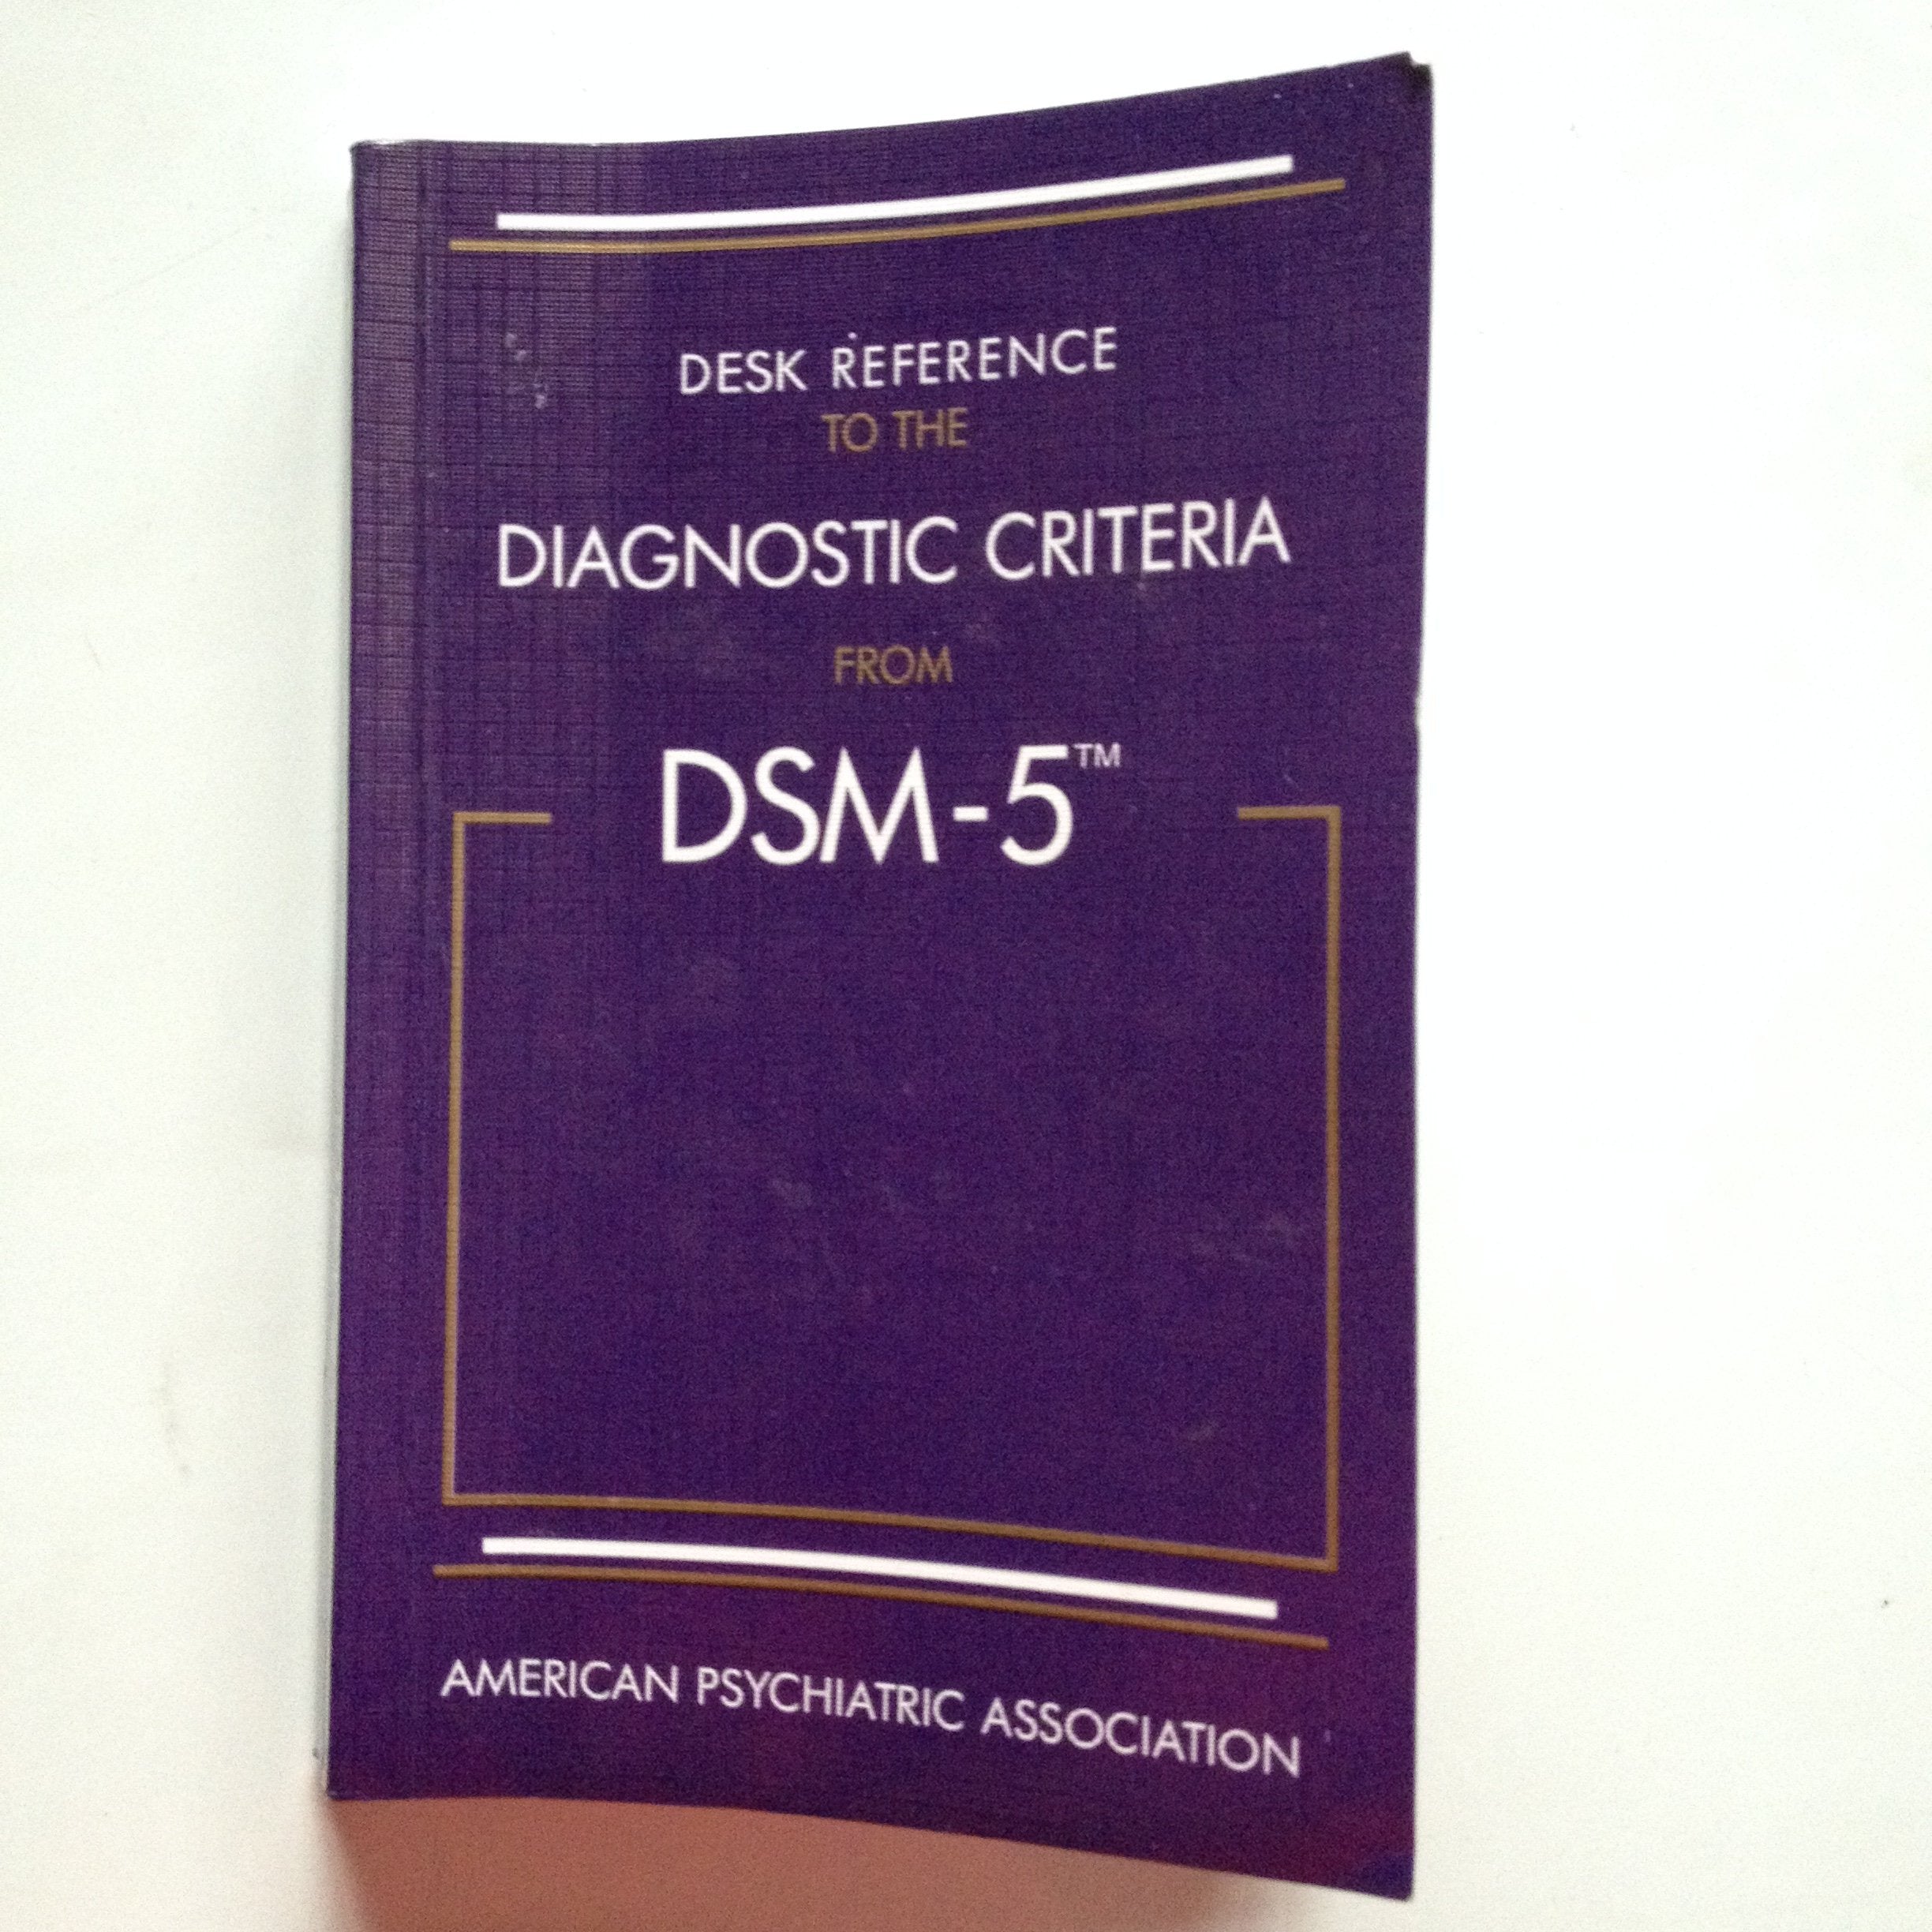 DESK REFERENCE
TO THE
DIAGNOSTIC CRITERIA
FROM
DSM-5™
AMERICAN PSYCHIATRIC ASSOCIATION